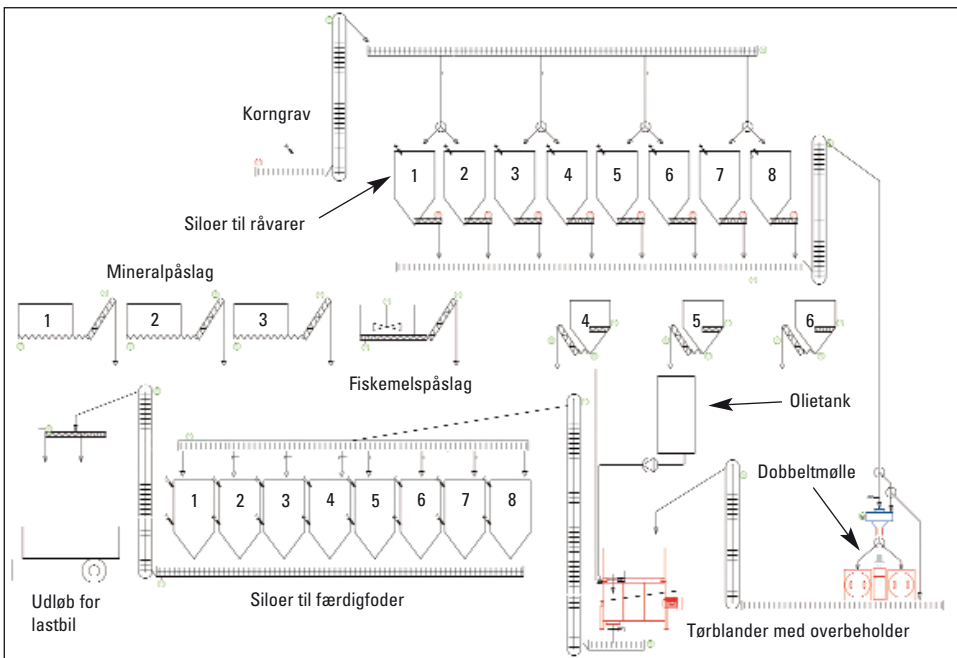 Korngrav
1 2 3 4 5 6 7 8
Siloer til råvarer
Mineralpåslag
1 2 3 4 5 6
Fiskemelspåslag
Olietank
Dobbeltmølle
1 2 3 4 5 6 7 8
Udløb for
lastbil
Siloer til færdigfoder
Tørblander med overbeholder